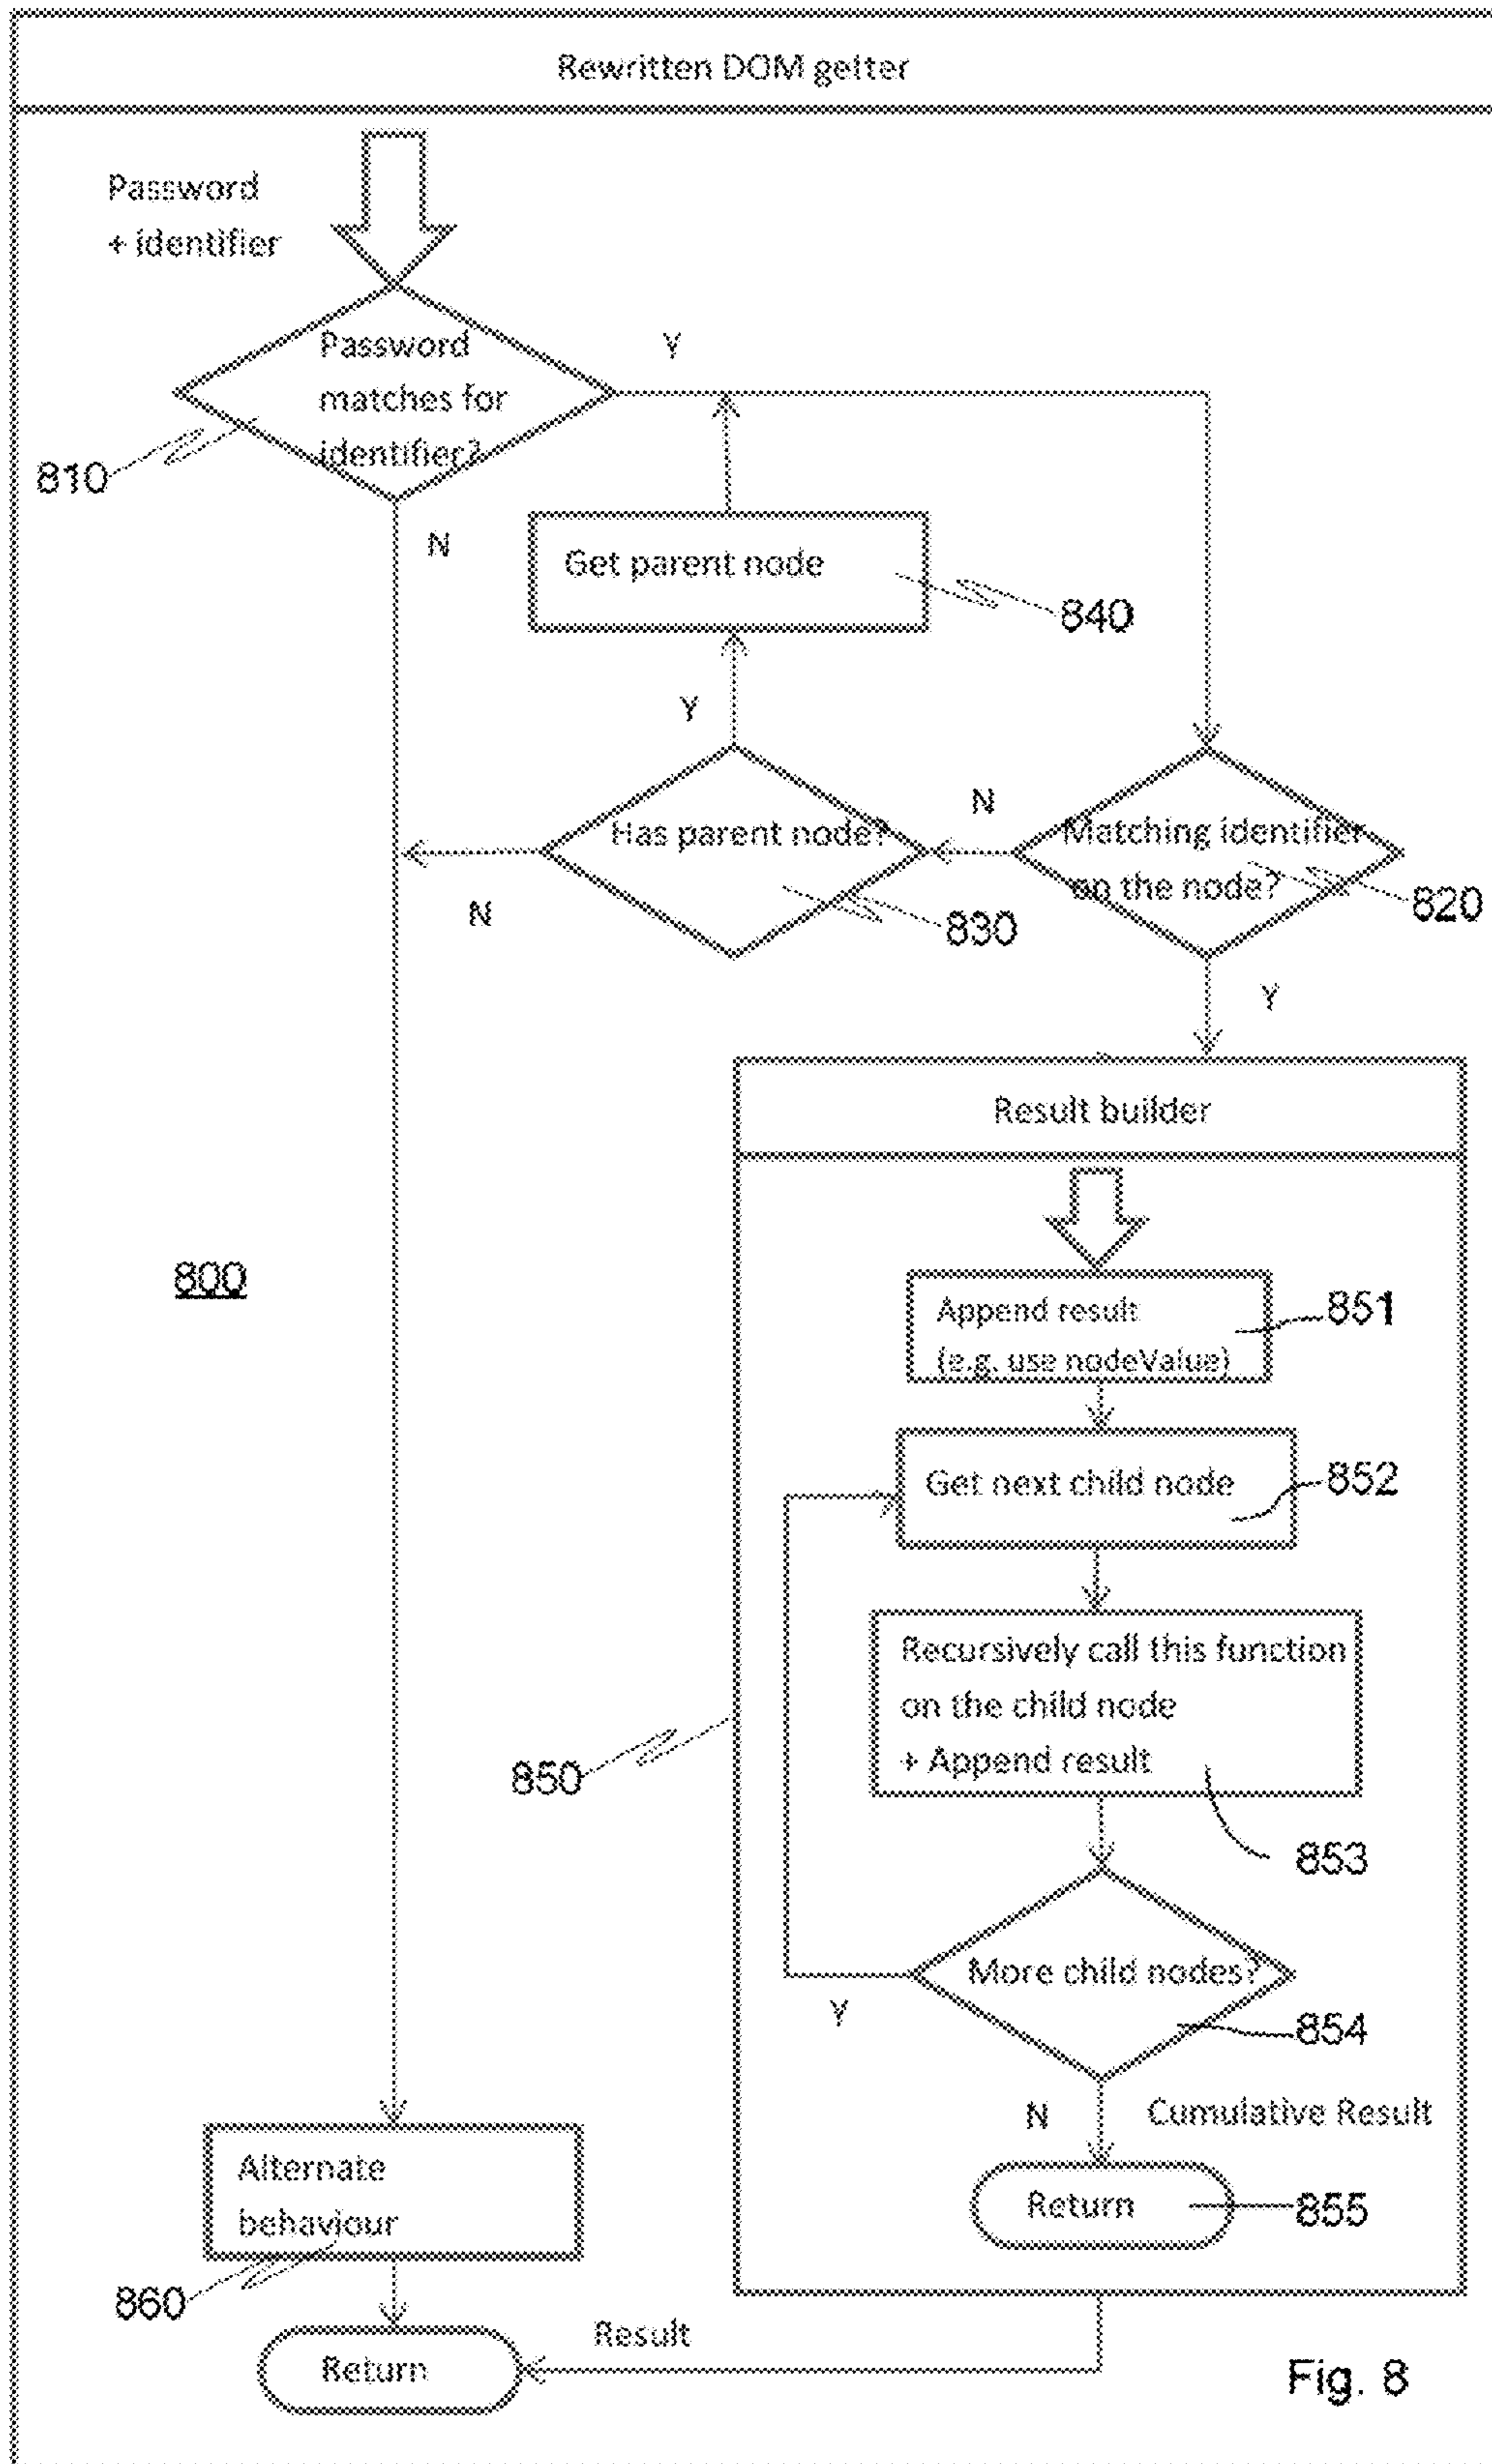 Rewritten DOM getter
Password
+ identifier
Password
matches for
identifier?
Y
810
N
Get parent node
840
Y
Has parent node?
N
Matching identifier
on the node?
820
N
830
Y
Result builder
800
Append result
(e.g. use nodeValue)
851
Get next child node
852
Recursively call this function
on the child node
+ Append result
850
853
More child nodes?
Y
854
N
Cumulative Result
Alternate
behaviour
Return
855
860
Result
Return
Fig. 8